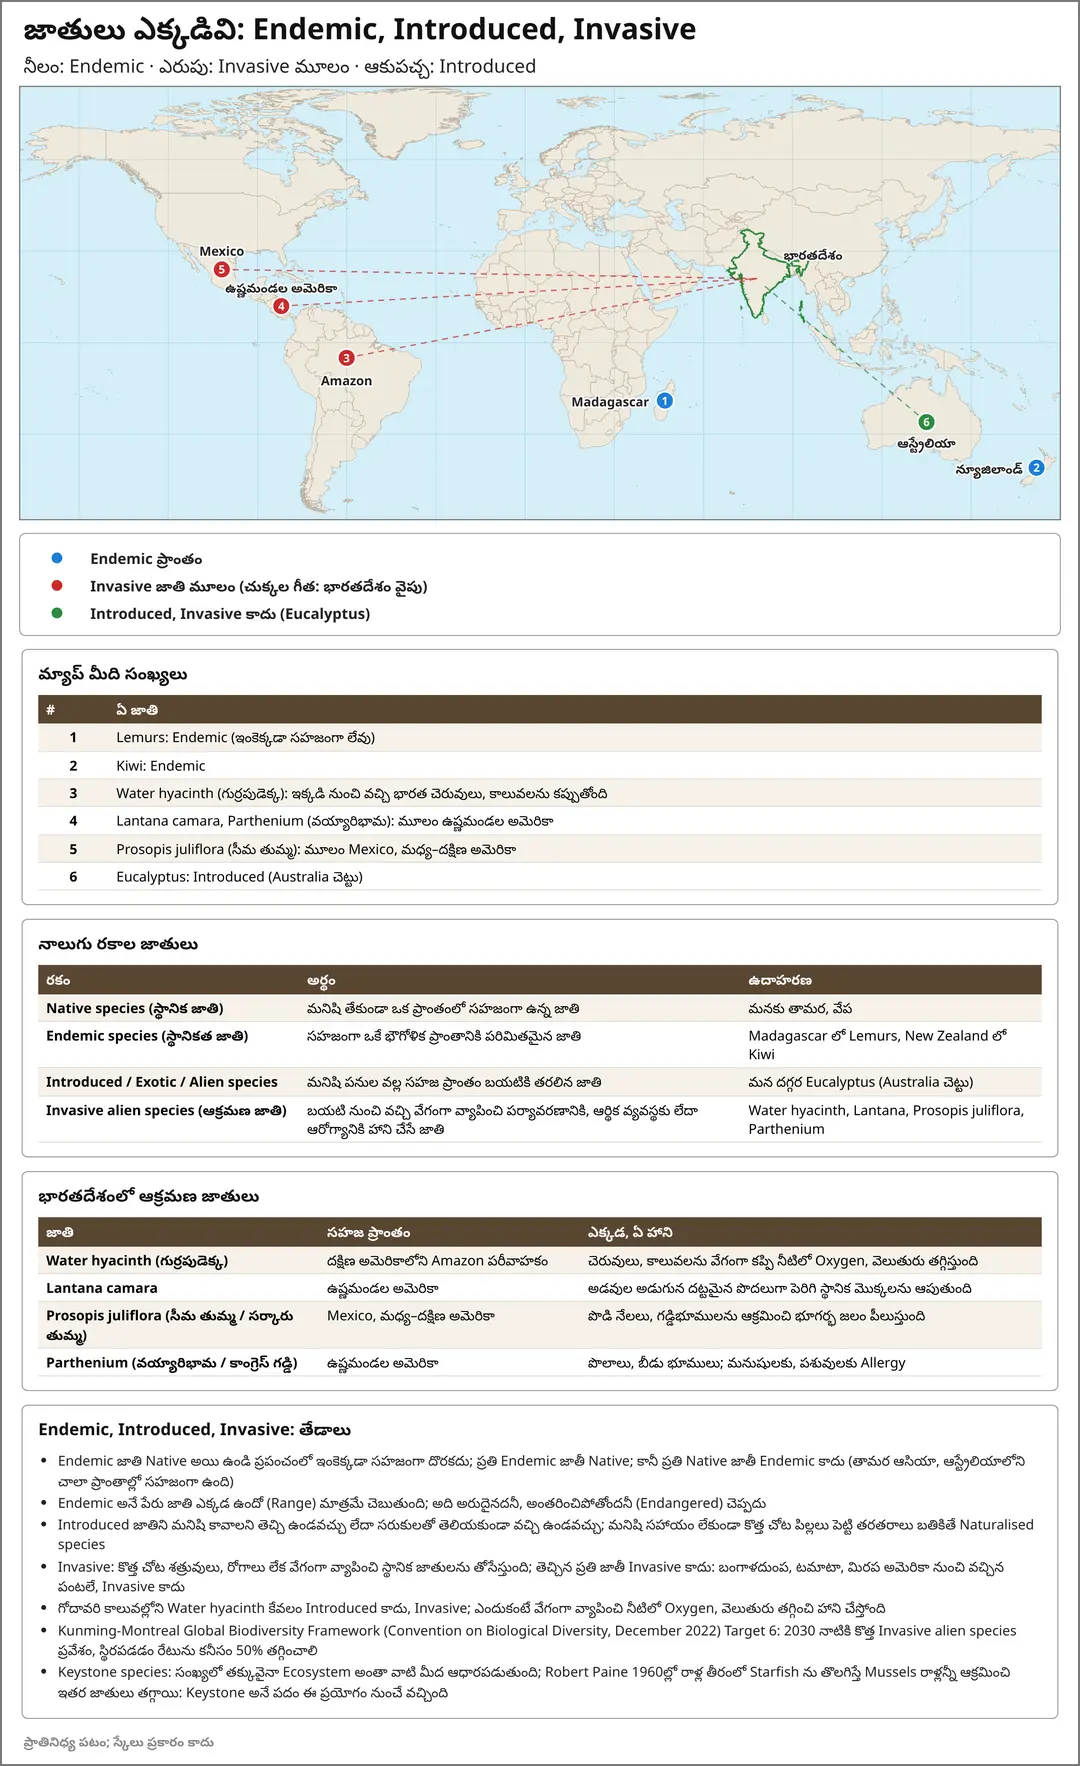 జాతులు ఎక్కడివి: Endemic, Introduced, Invasive
నీలం: Endemic · ఎరుపు: Invasive మూలం · ఆకుపచ్చ: Introduced
Mexico
5
భారతదేశం
ఉష్ణమండల అమెరికా
4
3
Amazon
Madagascar 1
6
ఆస్ట్రేలియా
న్యూజిలాండ్ 2
Endemic ప్రాంతం
Invasive జాతి మూలం (చుక్కల గీత: భారతదేశం వైపు)
Introduced, Invasive కాదు (Eucalyptus)
మ్యాప్ మీది సంఖ్యలు
# ఏ జాతి
1 Lemurs: Endemic (ఇంకెక్కడా సహజంగా లేవు)
2 Kiwi: Endemic
3 Water hyacinth (గుర్రపుడెక్క): ఇక్కడి నుంచి వచ్చి భారత చెరువులు, కాలువలను కప్పుతోంది
4 Lantana camara, Parthenium (వయ్యారిభామ): మూలం ఉష్ణమండల అమెరికా
5 Prosopis juliflora (సీమ తుమ్మ): మూలం Mexico, మధ్య–దక్షిణ అమెరికా
6 Eucalyptus: Introduced (Australia చెట్టు)
నాలుగు రకాల జాతులు
రకం అర్థం ఉదాహరణ
Native species (స్థానిక జాతి) మనిషి తేకుండా ఒక ప్రాంతంలో సహజంగా ఉన్న జాతి మనకు తామర, వేప
Endemic species (స్థానికత జాతి) సహజంగా ఒకే భౌగోళిక ప్రాంతానికి పరిమితమైన జాతి Madagascar లో Lemurs, New Zealand లో
Kiwi
Introduced / Exotic / Alien species మనిషి పనుల వల్ల సహజ ప్రాంతం బయటికి తరలిన జాతి మన దగ్గర Eucalyptus (Australia చెట్టు)
Invasive alien species (ఆక్రమణ జాతి) బయటి నుంచి వచ్చి వేగంగా వ్యాపించి పర్యావరణానికి, ఆర్థిక వ్యవస్థకు లేదా Water hyacinth, Lantana, Prosopis juliflora,
ఆరోగ్యానికి హాని చేసే జాతి Parthenium
భారతదేశంలో ఆక్రమణ జాతులు
జాతి సహజ ప్రాంతం ఎక్కడ, ఏ హాని
Water hyacinth (గుర్రపుడెక్క) దక్షిణ అమెరికాలోని Amazon పరీవాహకం చెరువులు, కాలువలను వేగంగా కప్పి నీటిలో Oxygen, వెలుతురు తగ్గిస్తుంది
Lantana camara ఉష్ణమండల అమెరికా అడవుల అడుగున దట్టమైన పొదలుగా పెరిగి స్థానిక మొక్కలను ఆపుతుంది
Prosopis juliflora (సీమ తుమ్మ / సర్కారు Mexico, మధ్య–దక్షిణ అమెరికా పొడి నేలలు, గడ్డిభూములను ఆక్రమించి భూగర్భ జలం పీలుస్తుంది
తుమ్మ)
Parthenium (వయ్యారిభామ / కాంగ్రెస్ గడ్డి) ఉష్ణమండల అమెరికా పొలాలు, బీడు భూములు; మనుషులకు, పశువులకు Allergy
Endemic, Introduced, Invasive: తేడాలు
• Endemic జాతి Native అయి ఉండి ప్రపంచంలో ఇంకెక్కడా సహజంగా దొరకదు; ప్రతి Endemic జాతీ Native; కానీ ప్రతి Native జాతీ Endemic కాదు (తామర ఆసియా, ఆస్ట్రేలియాలోని
చాలా ప్రాంతాల్లో సహజంగా ఉంది)
• Endemic అనే పేరు జాతి ఎక్కడ ఉందో (Range) మాత్రమే చెబుతుంది; అది అరుదైనదనీ, అంతరించిపోతోందనీ (Endangered) చెప్పదు
• Introduced జాతిని మనిషి కావాలని తెచ్చి ఉండవచ్చు లేదా సరుకులతో తెలియకుండా వచ్చి ఉండవచ్చు; మనిషి సహాయం లేకుండా కొత్త చోట పిల్లలు పెట్టి తరతరాలు బతికితే Naturalised
species
• Invasive: కొత్త చోట శత్రువులు, రోగాలు లేక వేగంగా వ్యాపించి స్థానిక జాతులను తోసేస్తుంది; తెచ్చిన ప్రతి జాతీ Invasive కాదు: బంగాళదుంప, టమాటా, మిరప అమెరికా నుంచి వచ్చిన
పంటలే, Invasive కాదు
• గోదావరి కాలువల్లోని Water hyacinth కేవలం Introduced కాదు, Invasive; ఎందుకంటే వేగంగా వ్యాపించి నీటిలో Oxygen, వెలుతురు తగ్గించి హాని చేస్తోంది
• Kunming-Montreal Global Biodiversity Framework (Convention on Biological Diversity, December 2022) Target 6: 2030 నాటికి కొత్త Invasive alien species
ప్రవేశం, స్థిరపడడం రేటును కనీసం 50% తగ్గించాలి
• Keystone species: సంఖ్యలో తక్కువైనా Ecosystem అంతా వాటి మీద ఆధారపడుతుంది; Robert Paine 1960ల్లో రాళ్ల తీరంలో Starfish ను తొలగిస్తే Mussels రాళ్లన్నీ ఆక్రమించి
ఇతర జాతులు తగ్గాయి: Keystone అనే పదం ఈ ప్రయోగం నుంచే వచ్చింది
ప్రాతినిధ్య పటం; స్కేలు ప్రకారం కాదు